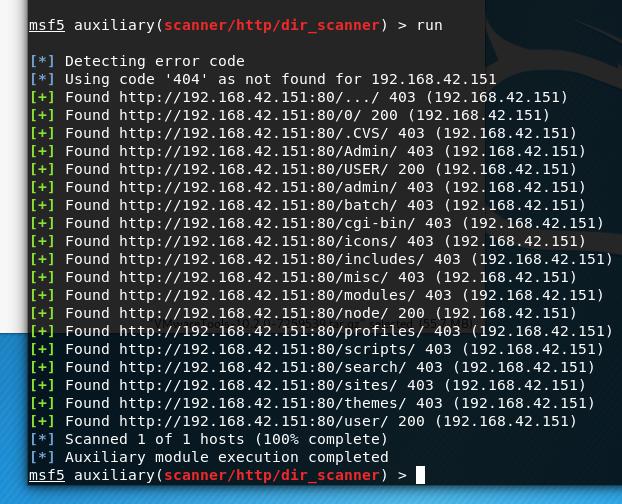 msf5 auxiliary(scanner/http/dir_scanner) > run
[*] Detecting error code
[*] Using code '404' as not found for 192.168.42.151
[+] Found http://192.168.42.151:80/.../ 403 (192.168.42.151)
[+] Found http://192.168.42.151:80/0/ 200 (192.168.42.151)
[+] Found http://192.168.42.151:80/.CVS/ 403 (192.168.42.151)
[+] Found http://192.168.42.151:80/Admin/ 403 (192.168.42.151)
[+] Found http://192.168.42.151:80/USER/ 200 (192.168.42.151)
[+] Found http://192.168.42.151:80/admin/ 403 (192.168.42.151)
[+] Found http://192.168.42.151:80/batch/ 403 (192.168.42.151)
[+] Found http://192.168.42.151:80/cgi-bin/ 403 (192.168.42.151)
[+] Found http://192.168.42.151:80/icons/ 403 (192.168.42.151)
[+] Found http://192.168.42.151:80/includes/ 403 (192.168.42.151)
[+] Found http://192.168.42.151:80/misc/ 403 (192.168.42.151)
[+] Found http://192.168.42.151:80/modules/ 403 (192.168.42.151)
[+] Found http://192.168.42.151:80/node/ 200 (192.168.42.151)
[+] Found http://192.168.42.151:80/profiles/ 403 (192.168.42.151)
[+] Found http://192.168.42.151:80/scripts/ 403 (192.168.42.151)
[+] Found http://192.168.42.151:80/search/ 403 (192.168.42.151)
[+] Found http://192.168.42.151:80/sites/ 403 (192.168.42.151)
[+] Found http://192.168.42.151:80/themes/ 403 (192.168.42.151)
[+] Found http://192.168.42.151:80/user/ 200 (192.168.42.151)
[*] Scanned 1 of 1 hosts (100% complete)
[*] Auxiliary module execution completed
msf5 auxiliary(scanner/http/dir_scanner) >